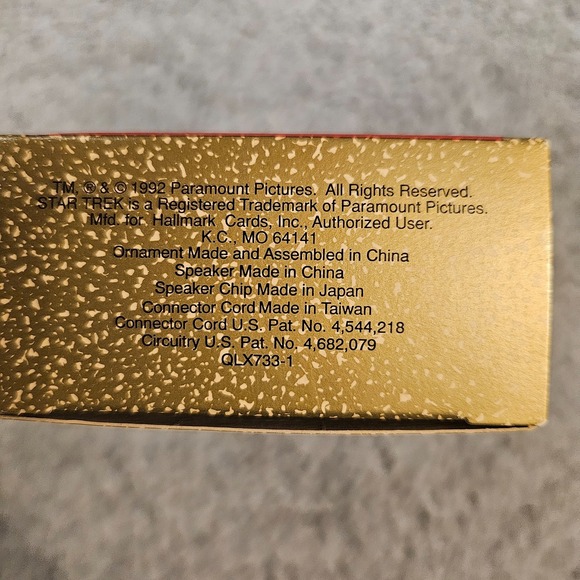 TM, ® & © 1992 Paramount Pictures. All Rights Reserved.
STAR TREK is a Registered Trademark of Paramount Pictures.
Mfd. for Hallmark Cards, Inc., Authorized User.
K.C., MO 64141
Ornament Made and Assembled in China
Speaker Made in China
Speaker Chip Made in Japan
Connector Cord Made in Taiwan
Connector Cord U.S. Pat. No. 4,544,218
Circuitry U.S. Pat. No. 4,682,079
QLX733-1